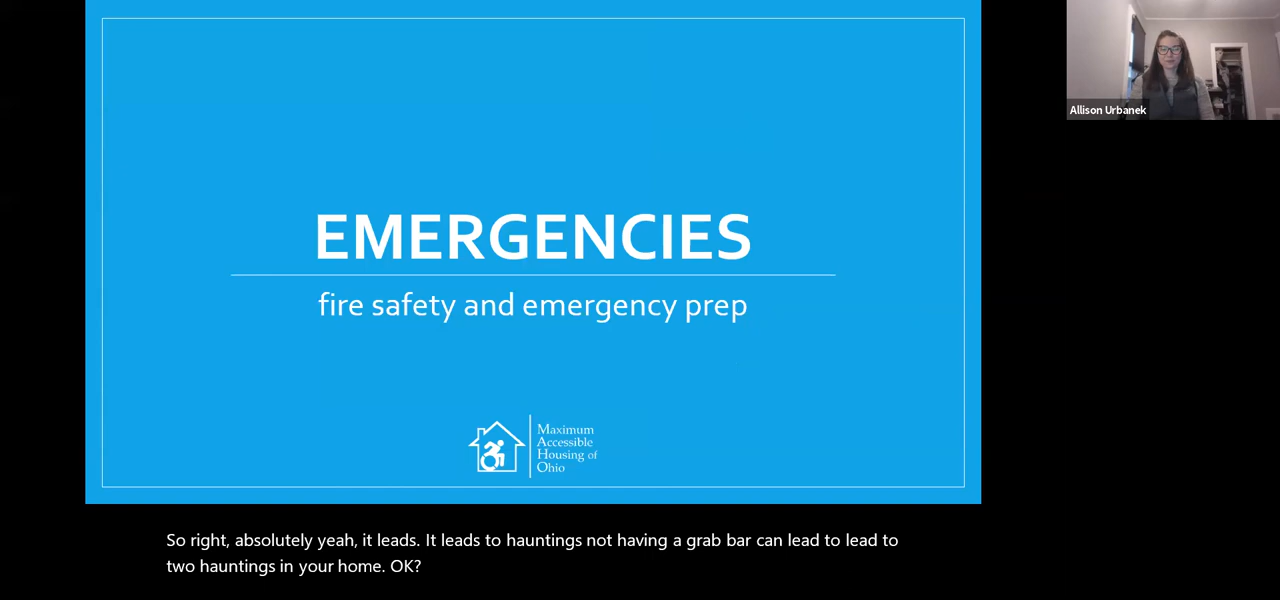 Allison Urbanek
EMERGENCIES
fire safety and emergency prep
Maximum
Accessible
Housing of
Ohio
So right, absolutely yeah, it leads. It leads to hauntings not having a grab bar can lead to lead to
two hauntings in your home. OK?